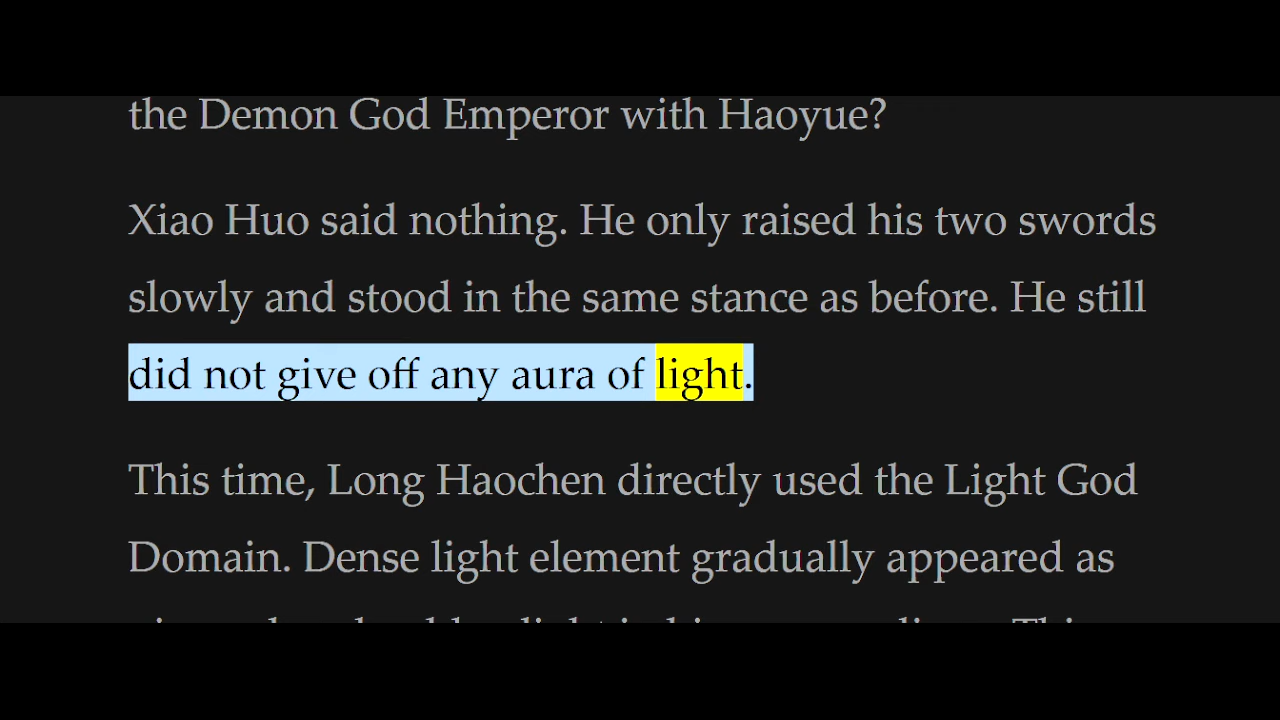 the Demon God Emperor with Haoyue?
Xiao Huo said nothing. He only raised his two swords
slowly and stood in the same stance as before. He still
did not give off any aura of light.
This time, Long Haochen directly used the Light God
Domain. Dense light element gradually appeared as